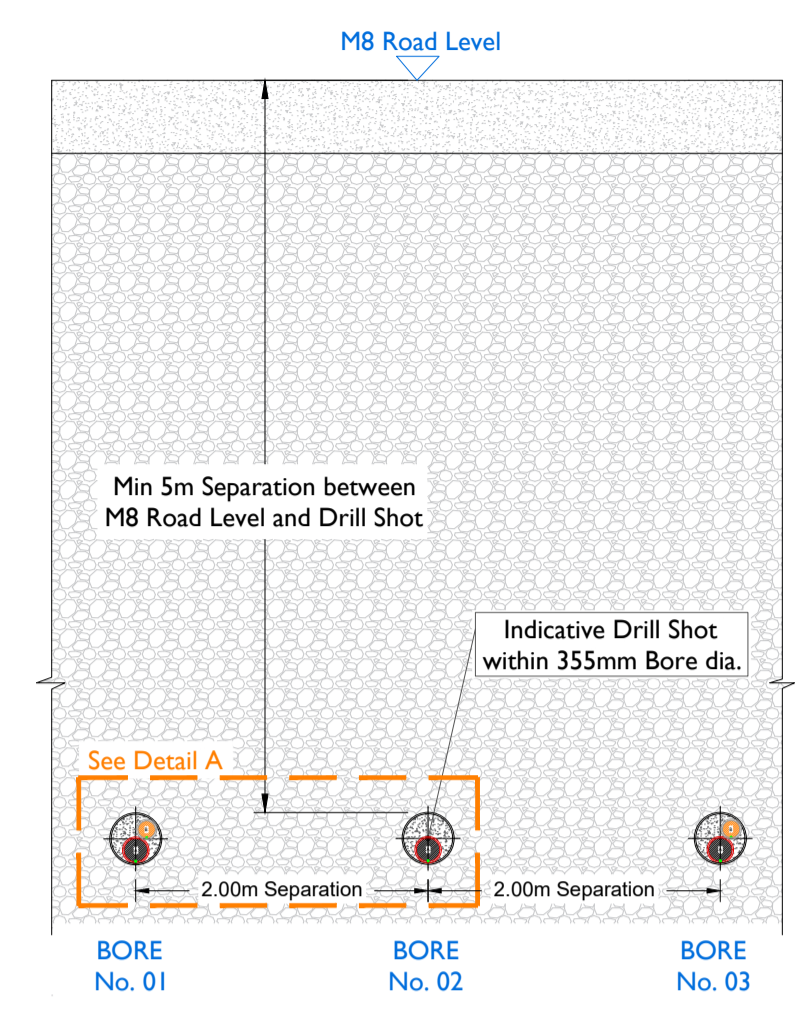 M8 Road Level
Min 5m Separation between
M8 Road Level and Drill Shot
Indicative Drill Shot
within 355mm Bore dia.
See Detail A
2.00m Separation
2.00m Separation
BORE
No. 01
BORE
No. 02
BORE
No. 03